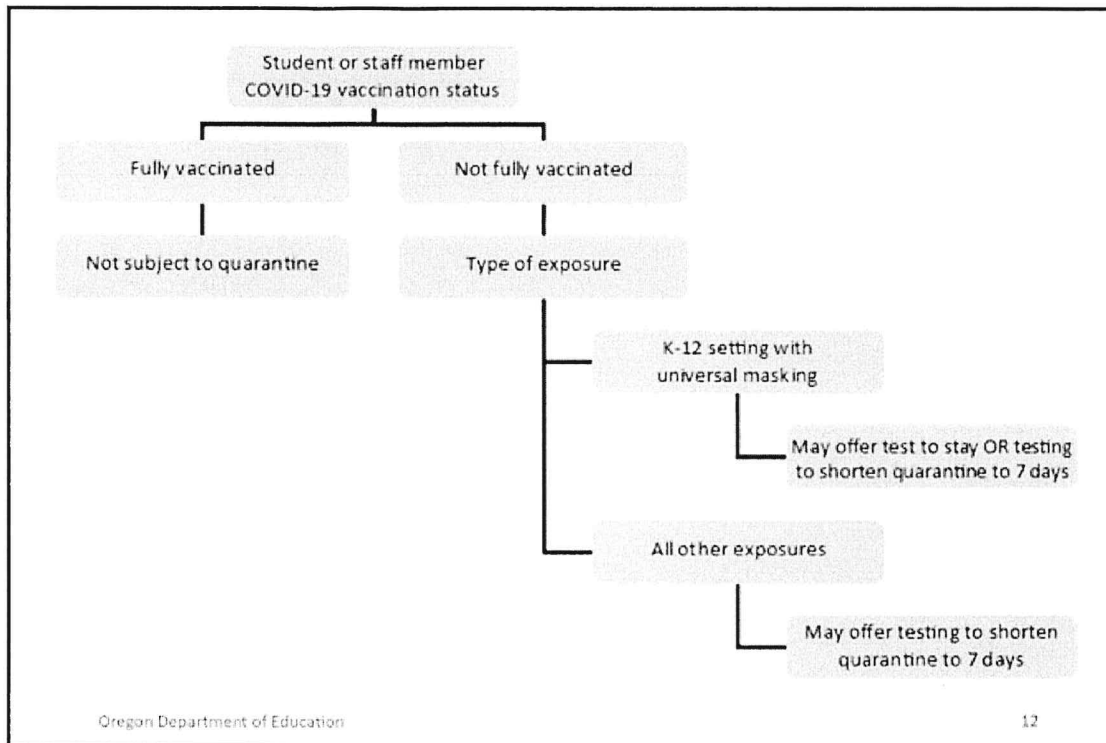 Student or staff member
COVID-19 vaccination status
Fully vaccinated
Not fully vaccinated
Not subject to quarantine
Type of exposure
K-12 setting with
universal masking
May offer test to stay OR testing
to shorten quarantine to 7 days
All other exposures
May offer testing to shorten
quarantine to 7 days
Oregon Department of Education
12